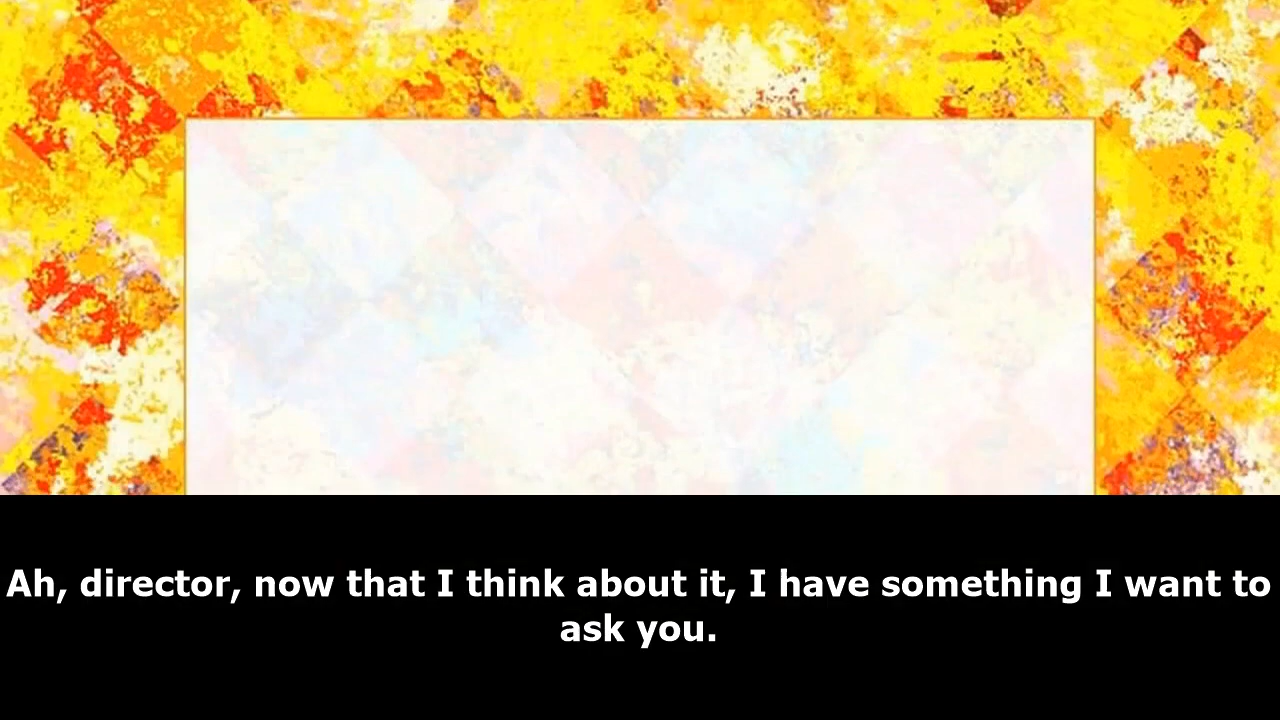 Ah, director, now that I think about it, I have something I want to
ask you.